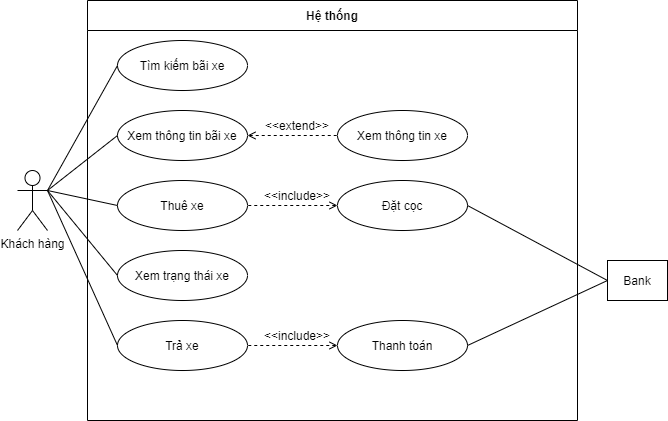 Hệ thống
Tìm kiếm bãi xe
<<extend>>
Xem thông tin bãi xe
Xem thông tin xe
<<include>>
Thuê xe
Đặt cọc
Khách hàng
Xem trạng thái xe
Bank
<<include>>
Trả xe
Thanh toán